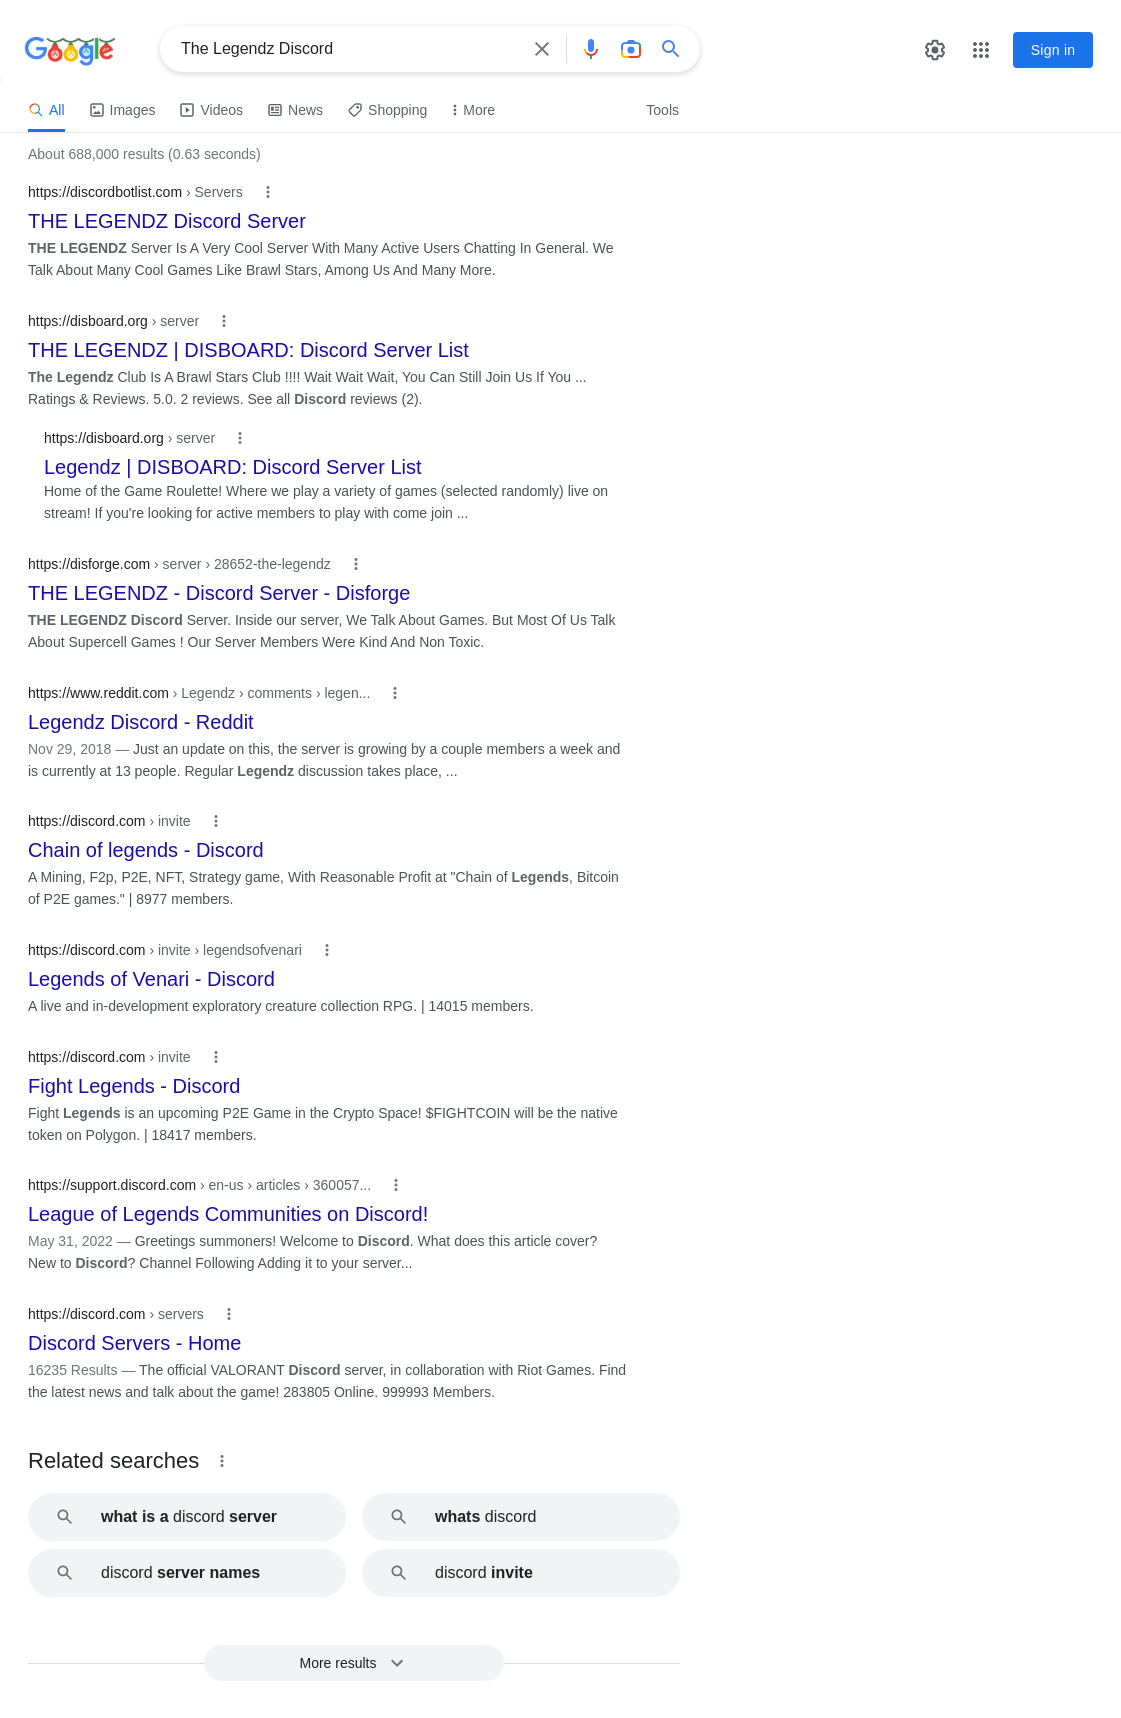 Google
The Legendz Discord
Sign in
All Images Videos News Shopping More Tools
About 688,000 results (0.63 seconds)
https://discordbotlist.com › Servers
THE LEGENDZ Discord Server
THE LEGENDZ Server Is A Very Cool Server With Many Active Users Chatting In General. We
Talk About Many Cool Games Like Brawl Stars, Among Us And Many More.
https://disboard.org › server
THE LEGENDZ | DISBOARD: Discord Server List
The Legendz Club Is A Brawl Stars Club !!!! Wait Wait Wait, You Can Still Join Us If You ...
Ratings & Reviews. 5.0. 2 reviews. See all Discord reviews (2).
https://disboard.org › server
Legendz | DISBOARD: Discord Server List
Home of the Game Roulette! Where we play a variety of games (selected randomly) live on
stream! If you're looking for active members to play with come join ...
https://disforge.com › server › 28652-the-legendz
THE LEGENDZ - Discord Server - Disforge
THE LEGENDZ Discord Server. Inside our server, We Talk About Games. But Most Of Us Talk
About Supercell Games ! Our Server Members Were Kind And Non Toxic.
https://www.reddit.com › Legendz › comments › legen...
Legendz Discord - Reddit
Nov 29, 2018 — Just an update on this, the server is growing by a couple members a week and
is currently at 13 people. Regular Legendz discussion takes place, ...
https://discord.com › invite
Chain of legends - Discord
A Mining, F2p, P2E, NFT, Strategy game, With Reasonable Profit at "Chain of Legends, Bitcoin
of P2E games." | 8977 members.
https://discord.com › invite › legendsofvenari
Legends of Venari - Discord
A live and in-development exploratory creature collection RPG. | 14015 members.
https://discord.com › invite
Fight Legends - Discord
Fight Legends is an upcoming P2E Game in the Crypto Space! $FIGHTCOIN will be the native
token on Polygon. | 18417 members.
https://support.discord.com › en-us › articles › 360057...
League of Legends Communities on Discord!
May 31, 2022 — Greetings summoners! Welcome to Discord. What does this article cover?
New to Discord? Channel Following Adding it to your server...
https://discord.com › servers
Discord Servers - Home
16235 Results — The official VALORANT Discord server, in collaboration with Riot Games. Find
the latest news and talk about the game! 283805 Online. 999993 Members.
Related searches
what is a discord server
whats discord
discord server names
discord invite
More results